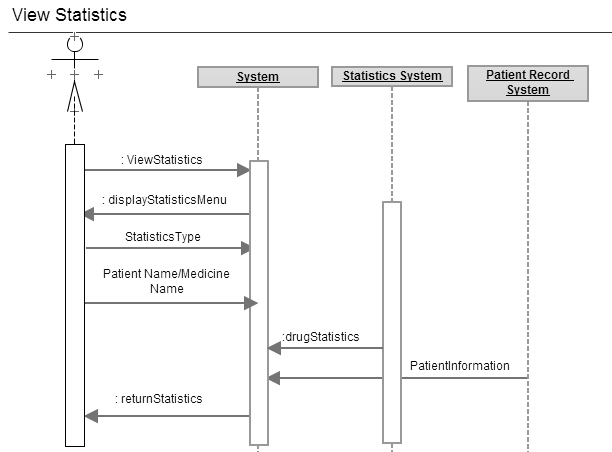 View Statistics
System
Statistics System
Patient Record
System
: ViewStatistics
: displayStatisticsMenu
StatisticsType
Patient Name/Medicine
Name
:drugStatistics
PatientInformation
: returnStatistics